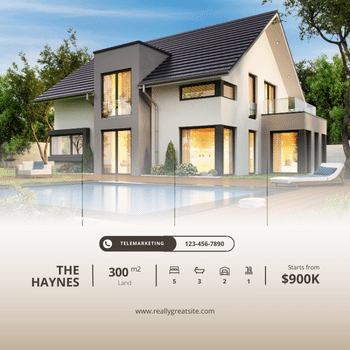 TELEMARKETING 123-456-7890
THE HAYNES
300 m2
Land
5 3 2 1
Starts from
$900K
www.reallygreatsite.com